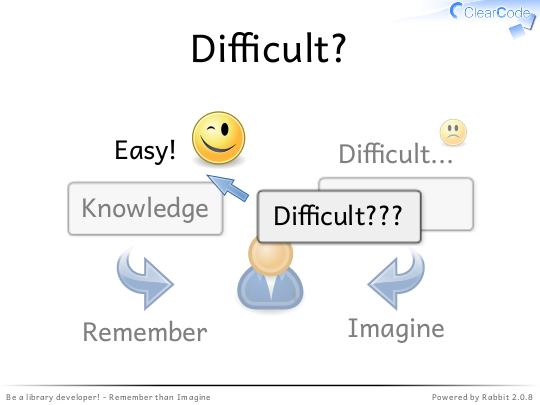 ClearCode
Difficult?
Easy!
Difficult...
Knowledge
Difficult???
Remember
Imagine
Be a library developer! - Remember than Imagine
Powered by Rabbit 2.0.8